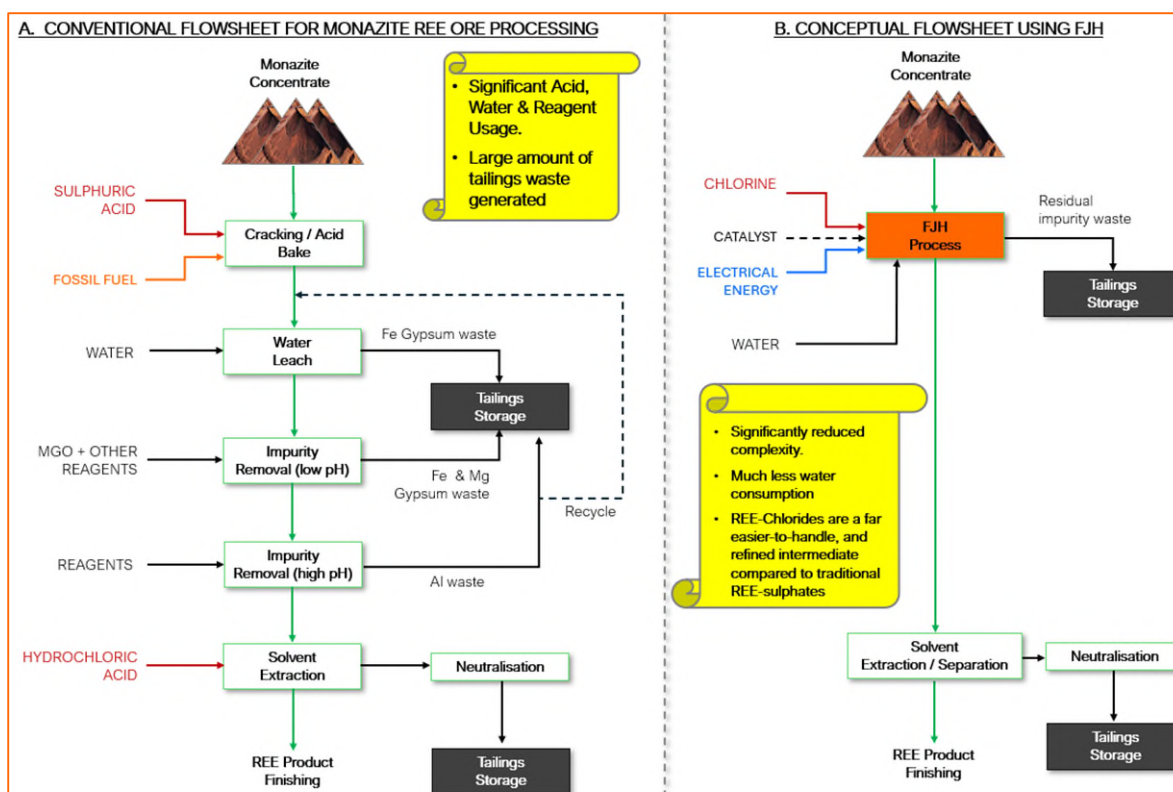 A. CONVENTIONAL FLOWSHEET FOR MONAZITE REE ORE PROCESSING
Monazite
Concentrate
• Significant Acid,
Water & Reagent
Usage.
• Large amount of
tailings waste
generated
SULPHURIC
ACID
FOSSIL FUEL
Cracking / Acid
Bake
WATER
Water
Leach
Fe Gypsum waste
Tailings
Storage
MGO + OTHER
REAGENTS
Impurity
Removal (low pH)
Fe & Mg
Gypsum waste
Recycle
REAGENTS
Impurity
Removal (high pH)
Al waste
HYDROCHLORIC
ACID
Solvent
Extraction
Neutralisation
REE Product
Finishing
Tailings
Storage
B. CONCEPTUAL FLOWSHEET USING FJH
Monazite
Concentrate
CHLORINE
CATALYST
ELECTRICAL
ENERGY
WATER
FJH
Process
Residual
impurity waste
Tailings
Storage
• Significantly reduced
complexity.
• Much less water
consumption
• REE-Chlorides are a far
easier-to-handle, and
refined intermediate
compared to traditional
REE-sulphates
Solvent
Extraction / Separation
Neutralisation
REE Product
Finishing
Tailings
Storage